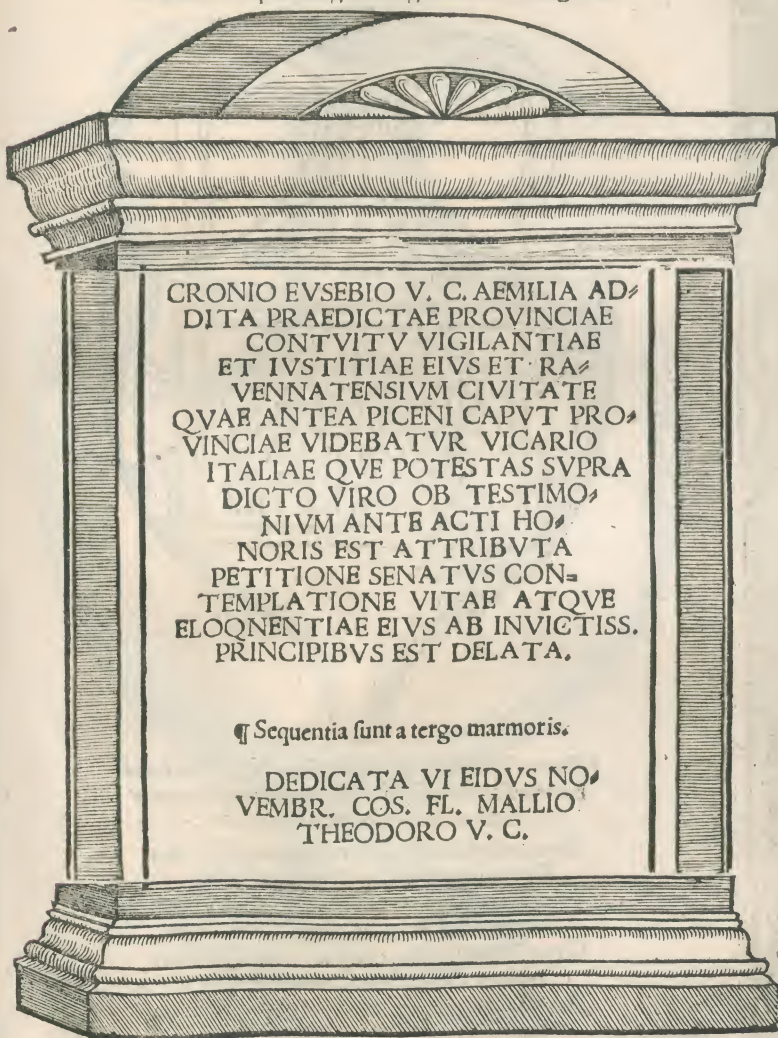 CRONIO EVSEBIO V. C. AEMILIA AD⸗
DITA PRAEDICTAE PROVINCIAE
CONTVITV VIGILANTIAE
ET IVSTITIAE EIVS ET RA⸗
VENNATENSIVM CIVITATE
QVAE ANTEA PICENI CAPVT PRO⸗
VINCIAE VIDEBATVR VICARIO
ITALIAE QVE POTESTAS SVPRA
DICTO VIRO OB TESTIMO⸗
NIVM ANTE ACTI HO⸗
NORIS EST ATTRIBVTA
PETITIONE SENATVS CON⸗
TEMPLATIONE VITAE ATQVE
ELOQNENTIAE EIVS AB INVICTISS.
PRINCIPIBVS EST DELATA.
¶ Sequentia sunt a tergo marmoris.
DEDICATA VI EIDVS NO⸗
VEMBR. COS. FL. MALLIO
THEODORO V. C.